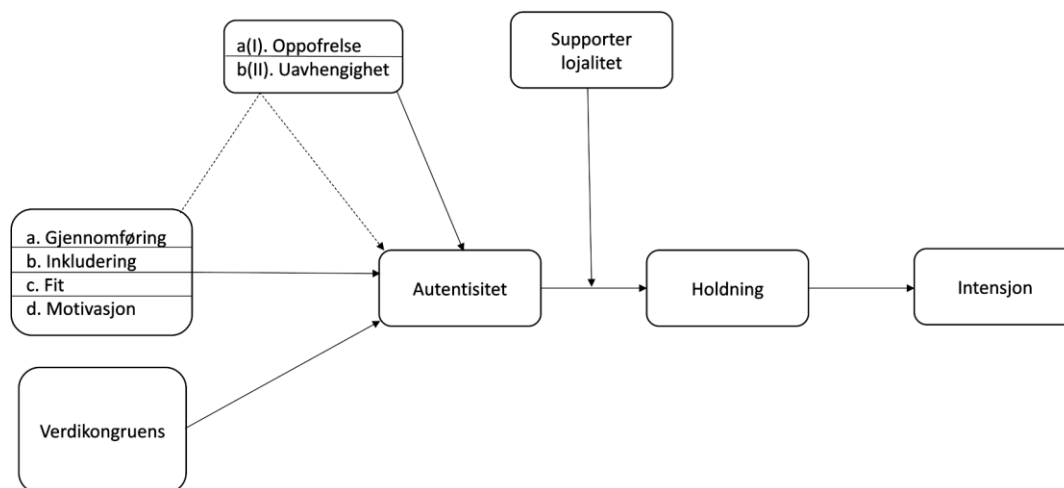 a(I). Oppofrelse
b(II). Uavhengighet
Supporter
lojalitet
a. Gjennomføring
b. Inkludering
c. Fit
d. Motivasjon
Autentisitet
Holdning
Intensjon
Verdikongruens